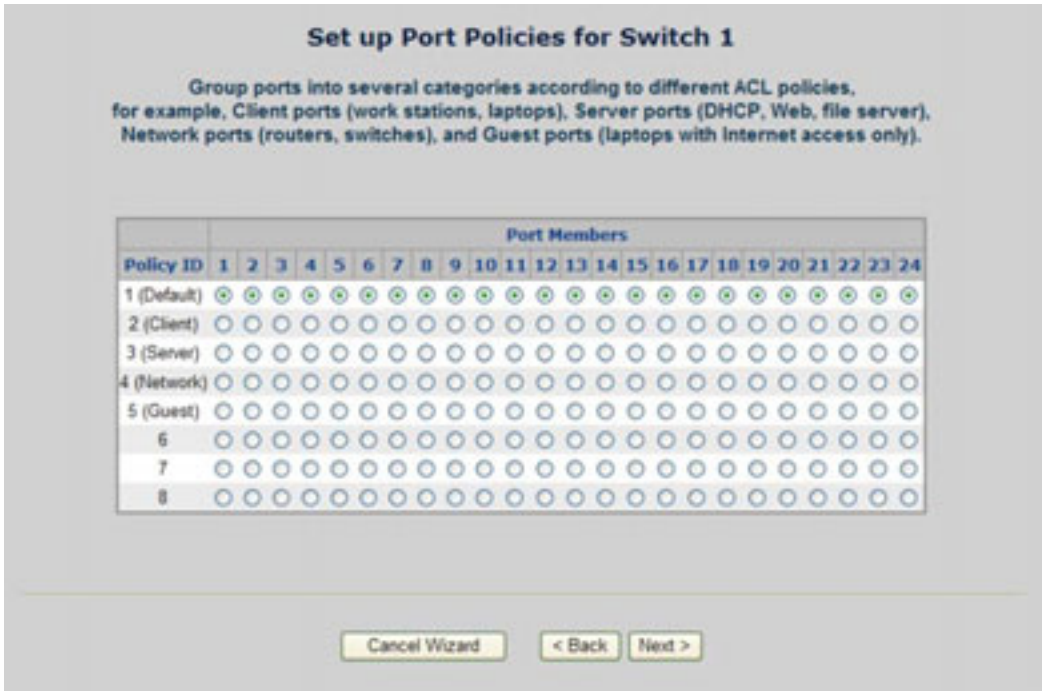 Set up Port Policies for Switch 1
Group ports into several categories according to different ACL policies,
for example, Client ports (work stations, laptops), Server ports (DHCP, Web, file server),
Network ports (routers, switches), and Guest ports (laptops with Internet access only).
Port Members
Policy ID 1 2 3 4 5 6 7 8 9 10 11 12 13 14 15 16 17 18 19 20 21 22 23 24
1 (Default)
2 (Client)
3 (Server)
4 (Network)
5 (Guest)
6
7
8
Cancel Wizard < Back Next >